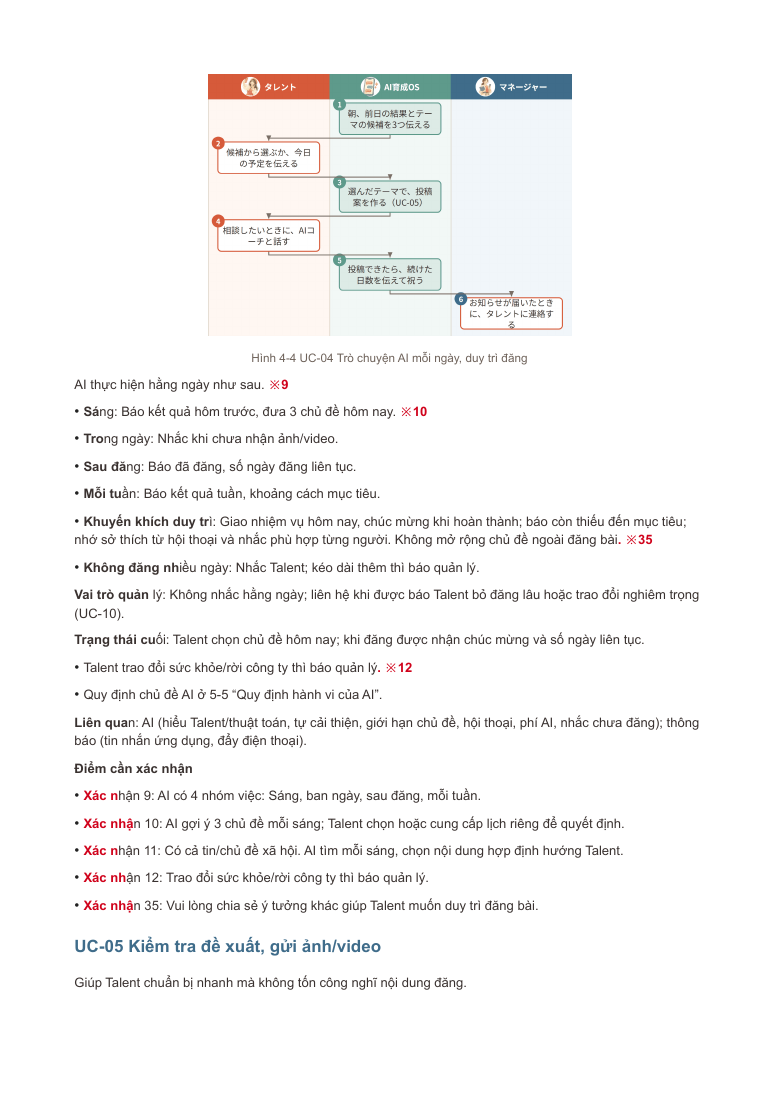 タレント
AI育成OS
マネージャー
1
朝、前日の結果とテー
マの候補を3つ伝える
2
候補から選ぶか、今日
の予定を伝える
3
選んだテーマで、投稿
案を作る（UC-05）
4
相談したいときに、AIコ
ーチと話す
5
投稿できたら、続けた
日数を伝えて祝う
6
お知らせが届いたとき
に、タレントに連絡す
る
Hình 4-4 UC-04 Trò chuyện AI mỗi ngày, duy trì đăng
AI thực hiện hằng ngày như sau. ※9
• Sáng: Báo kết quả hôm trước, đưa 3 chủ đề hôm nay. ※10
• Trong ngày: Nhắc khi chưa nhận ảnh/video.
• Sau đăng: Báo đã đăng, số ngày đăng liên tục.
• Mỗi tuần: Báo kết quả tuần, khoảng cách mục tiêu.
• Khuyến khích duy trì: Giao nhiệm vụ hôm nay, chúc mừng khi hoàn thành; báo còn thiếu đến mục tiêu;
nhớ sở thích từ hội thoại và nhắc phù hợp từng người. Không mở rộng chủ đề ngoài đăng bài. ※35
• Không đăng nhiều ngày: Nhắc Talent; kéo dài thêm thì báo quản lý.
Vai trò quản lý: Không nhắc hằng ngày; liên hệ khi được báo Talent bỏ đăng lâu hoặc trao đổi nghiêm trọng
(UC-10).
Trạng thái cuối: Talent chọn chủ đề hôm nay; khi đăng được nhận chúc mừng và số ngày liên tục.
• Talent trao đổi sức khỏe/rời công ty thì báo quản lý. ※12
• Quy định chủ đề AI ở 5-5 “Quy định hành vi của AI”.
Liên quan: AI (hiểu Talent/thuật toán, tự cải thiện, giới hạn chủ đề, hội thoại, phí AI, nhắc chưa đăng); thông
báo (tin nhắn ứng dụng, đẩy điện thoại).
Điểm cần xác nhận
• Xác nhận 9: AI có 4 nhóm việc: Sáng, ban ngày, sau đăng, mỗi tuần.
• Xác nhận 10: AI gợi ý 3 chủ đề mỗi sáng; Talent chọn hoặc cung cấp lịch riêng để quyết định.
• Xác nhận 11: Có cả tin/chủ đề xã hội. AI tìm mỗi sáng, chọn nội dung hợp định hướng Talent.
• Xác nhận 12: Trao đổi sức khỏe/rời công ty thì báo quản lý.
• Xác nhận 35: Vui lòng chia sẻ ý tưởng khác giúp Talent muốn duy trì đăng bài.
UC-05 Kiểm tra đề xuất, gửi ảnh/video
Giúp Talent chuẩn bị nhanh mà không tốn công nghĩ nội dung đăng.